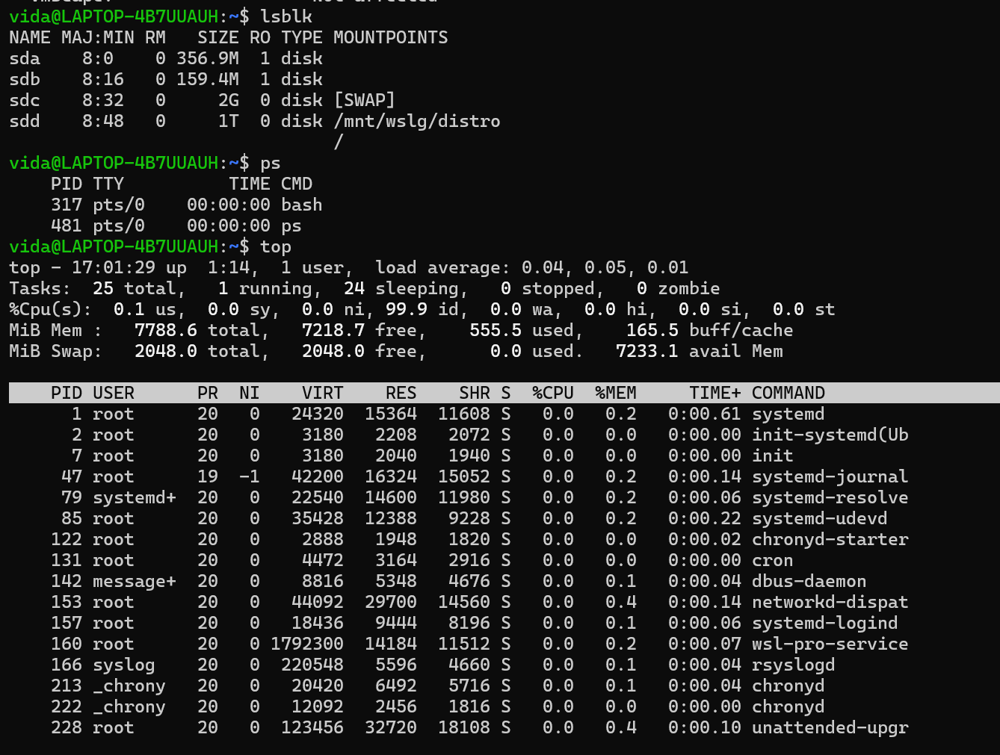 vida@LAPTOP-4B7UUAUH:~$ lsblk
NAME MAJ:MIN RM   SIZE RO TYPE MOUNTPOINTS
sda    8:0    0 356.9M  1 disk
sdb    8:16   0 159.4M  1 disk
sdc    8:32   0     2G  0 disk [SWAP]
sdd    8:48   0     1T  0 disk /mnt/wslg/distro
                               /
vida@LAPTOP-4B7UUAUH:~$ ps
    PID TTY          TIME CMD
    317 pts/0    00:00:00 bash
    481 pts/0    00:00:00 ps
vida@LAPTOP-4B7UUAUH:~$ top
top - 17:01:29 up  1:14,  1 user,  load average: 0.04, 0.05, 0.01
Tasks:  25 total,   1 running,  24 sleeping,   0 stopped,   0 zombie
%Cpu(s):  0.1 us,  0.0 sy,  0.0 ni, 99.9 id,  0.0 wa,  0.0 hi,  0.0 si,  0.0 st
MiB Mem :   7788.6 total,   7218.7 free,    555.5 used,    165.5 buff/cache
MiB Swap:   2048.0 total,   2048.0 free,      0.0 used.   7233.1 avail Mem
    PID USER      PR  NI    VIRT    RES    SHR S  %CPU  %MEM     TIME+ COMMAND
      1 root      20   0   24320  15364  11608 S   0.0   0.2   0:00.61 systemd
      2 root      20   0    3180   2208   2072 S   0.0   0.0   0:00.00 init-systemd(Ub
      7 root      20   0    3180   2040   1940 S   0.0   0.0   0:00.00 init
     47 root      19  -1   42200  16324  15052 S   0.0   0.2   0:00.14 systemd-journal
     79 systemd+  20   0   22540  14600  11980 S   0.0   0.2   0:00.06 systemd-resolve
     85 root      20   0   35428  12388   9228 S   0.0   0.2   0:00.22 systemd-udevd
    122 root      20   0    2888   1948   1820 S   0.0   0.0   0:00.02 chronyd-starter
    131 root      20   0    4472   3164   2916 S   0.0   0.0   0:00.00 cron
    142 message+  20   0    8816   5348   4676 S   0.0   0.1   0:00.04 dbus-daemon
    153 root      20   0   44092  29700  14560 S   0.0   0.4   0:00.14 networkd-dispat
    157 root      20   0   18436   9444   8196 S   0.0   0.1   0:00.06 systemd-logind
    160 root      20   0 1792300  14184  11512 S   0.0   0.2   0:00.07 wsl-pro-service
    166 syslog    20   0  220548   5596   4660 S   0.0   0.1   0:00.04 rsyslogd
    213 _chrony   20   0   20420   6492   5716 S   0.0   0.1   0:00.04 chronyd
    222 _chrony   20   0   12092   2456   1816 S   0.0   0.0   0:00.00 chronyd
    228 root      20   0  123456  32720  18108 S   0.0   0.4   0:00.10 unattended-upgr